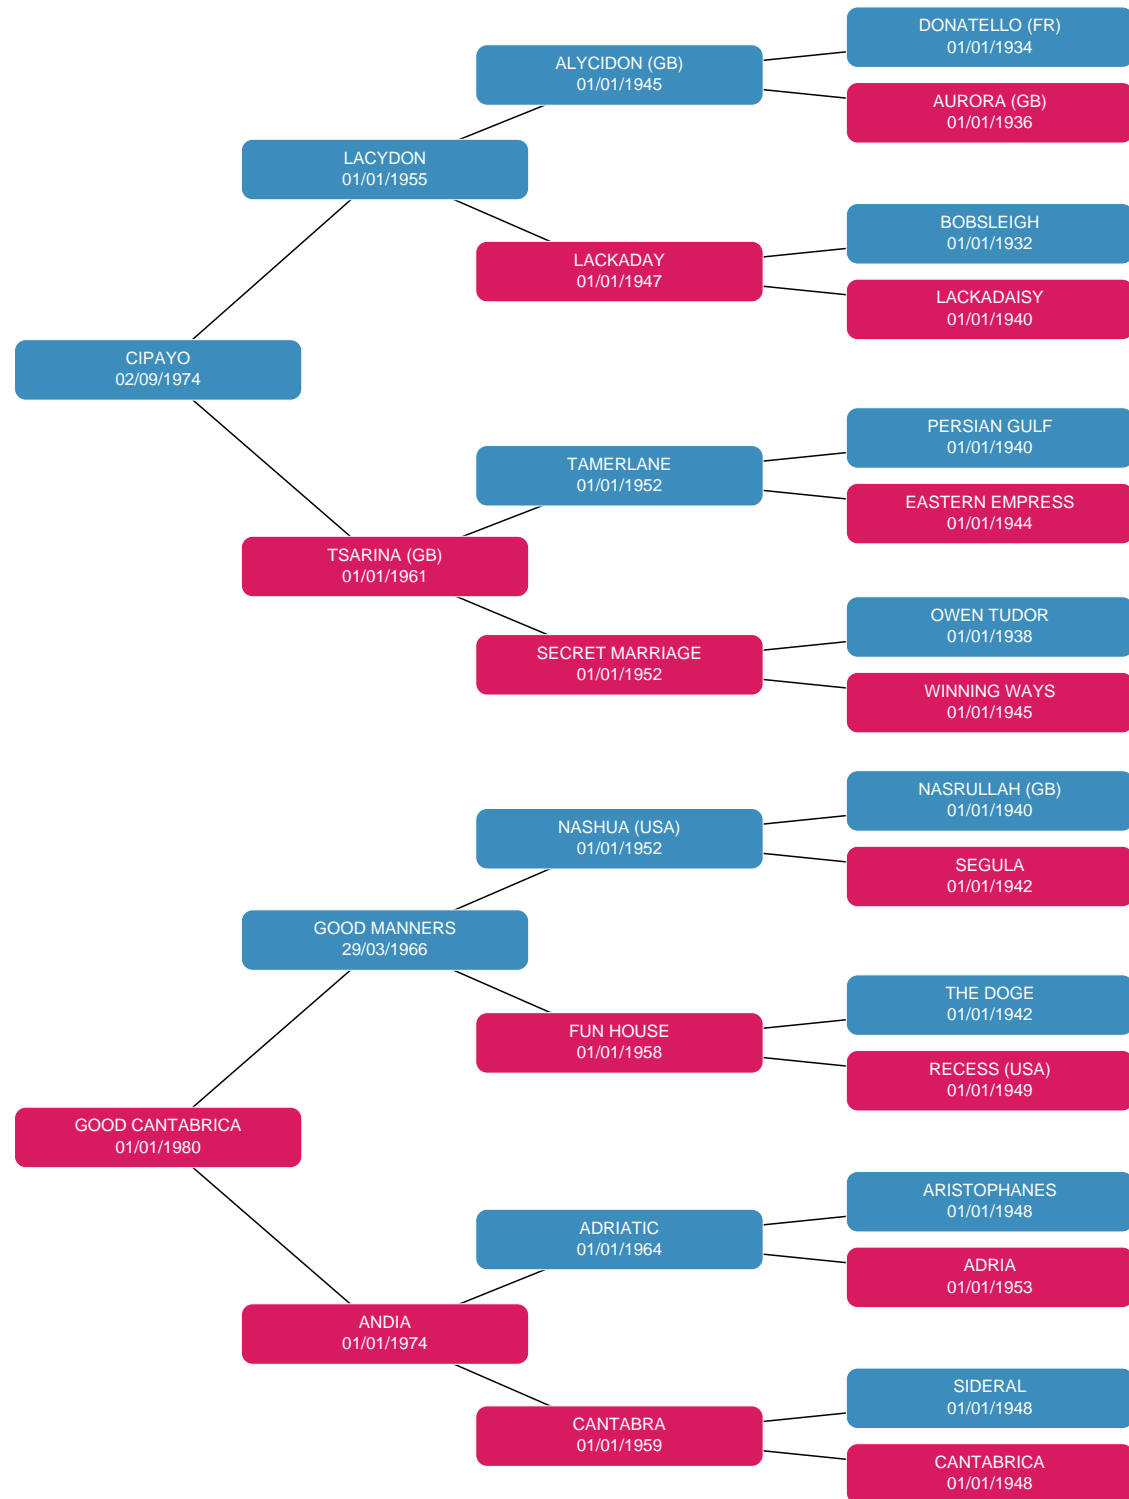 DONATELLO (FR)
01/01/1934
ALYCIDON (GB)
01/01/1945
AURORA (GB)
01/01/1936
LACYDON
01/01/1955
BOBSLEIGH
01/01/1932
LACKADAY
01/01/1947
LACKADAISY
01/01/1940
CIPAYO
02/09/1974
PERSIAN GULF
01/01/1940
TAMERLANE
01/01/1952
EASTERN EMPRESS
01/01/1944
TSARINA (GB)
01/01/1961
OWEN TUDOR
01/01/1938
SECRET MARRIAGE
01/01/1952
WINNING WAYS
01/01/1945
NASRULLAH (GB)
01/01/1940
NASHUA (USA)
01/01/1952
SEGULA
01/01/1942
GOOD MANNERS
29/03/1966
THE DOGE
01/01/1942
FUN HOUSE
01/01/1958
RECESS (USA)
01/01/1949
GOOD CANTABRICA
01/01/1980
ARISTOPHANES
01/01/1948
ADRIATIC
01/01/1964
ADRIA
01/01/1953
ANDIA
01/01/1974
SIDERAL
01/01/1948
CANTABRA
01/01/1959
CANTABRICA
01/01/1948